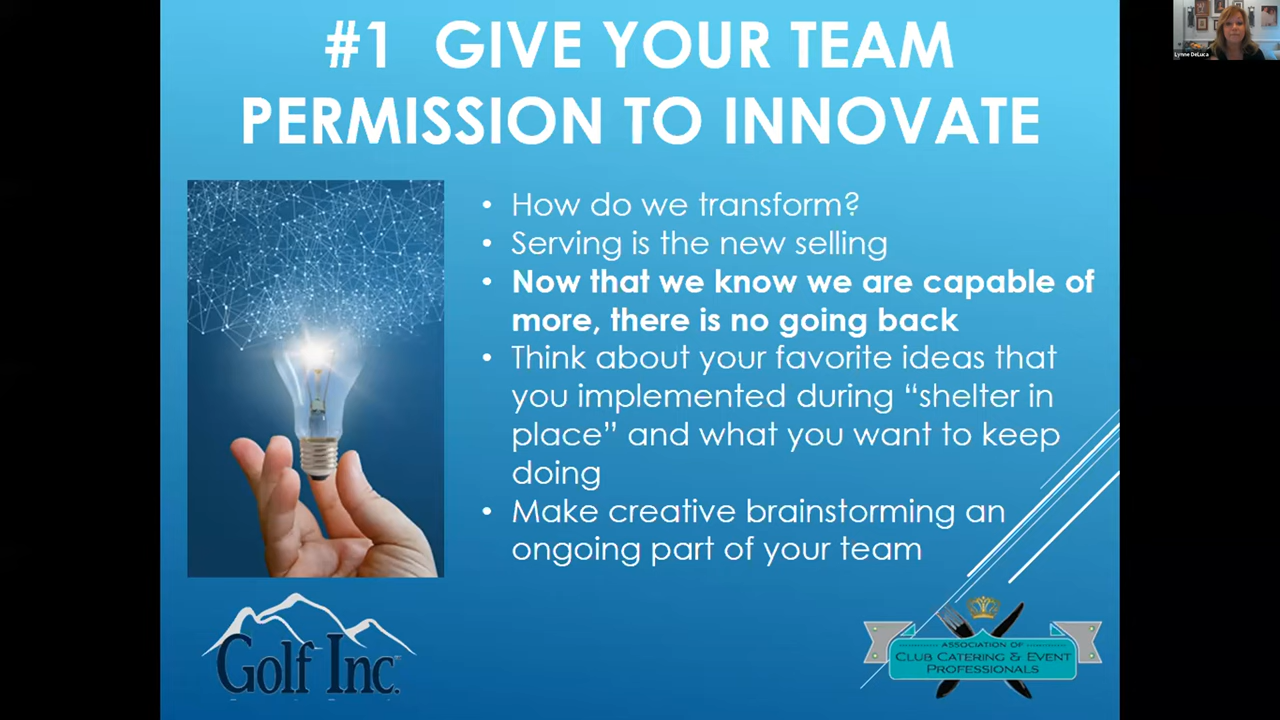 #1 GIVE YOUR TEAM
PERMISSION TO INNOVATE
Lynne DeLuca
• How do we transform?
• Serving is the new selling
• Now that we know we are capable of
more, there is no going back
• Think about your favorite ideas that
you implemented during “shelter in
place” and what you want to keep
doing
• Make creative brainstorming an
ongoing part of your team
Golf Inc.
ASSOCIATION OF
CLUB CATERING & EVENT
PROFESSIONALS